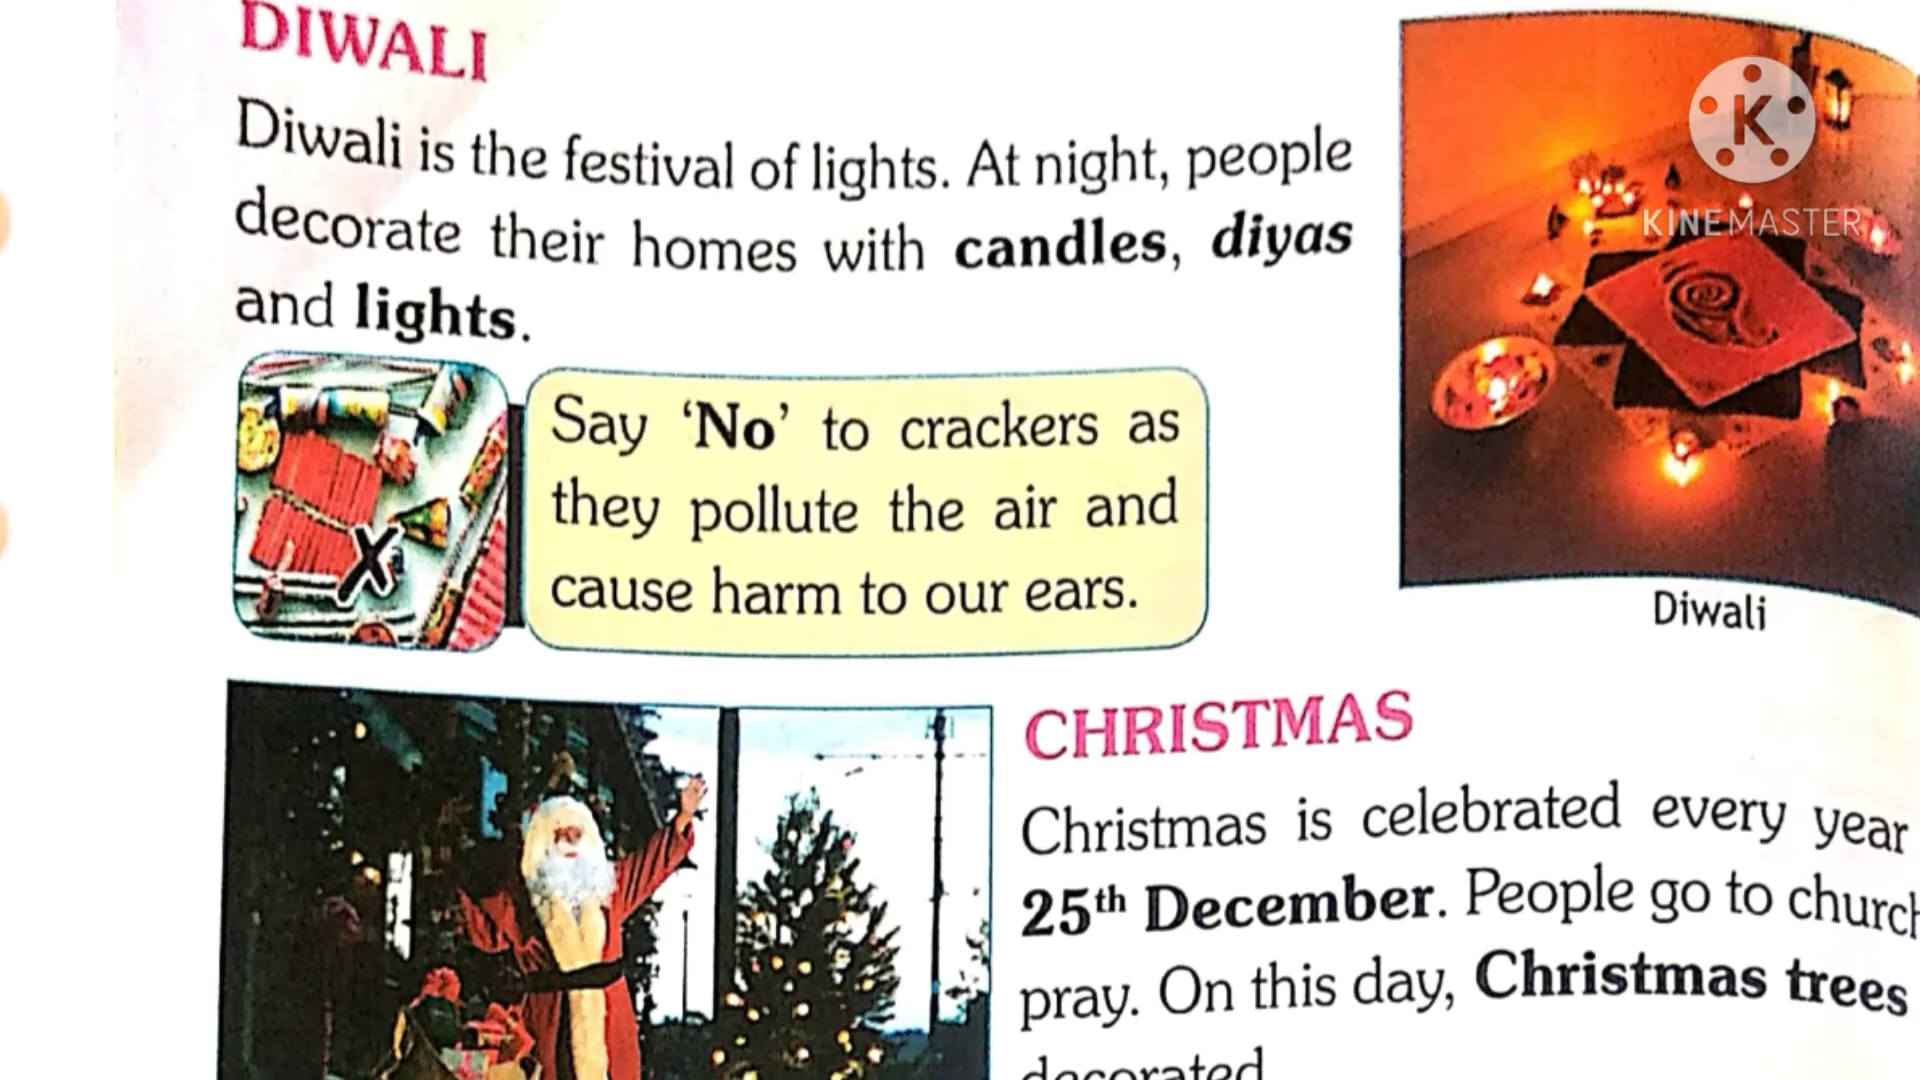 DIWALI
Diwali is the festival of lights. At night, people
decorate their homes with candles, diyas
and lights.
Say ‘No’ to crackers as
they pollute the air and
cause harm to our ears.
K
KINEMASTER
Diwali
CHRISTMAS
Christmas is celebrated every year
25th December. People go to church
pray. On this day, Christmas trees
decorated